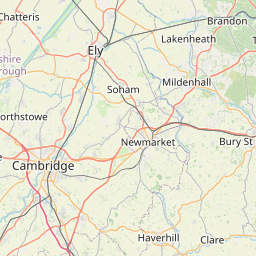 Chatteris
Brandon
Lakenheath
Ely
shire
rough
Mildenhall
Soham
orthstowe
Newmarket
Bury St
Cambridge
Haverhill
Clare